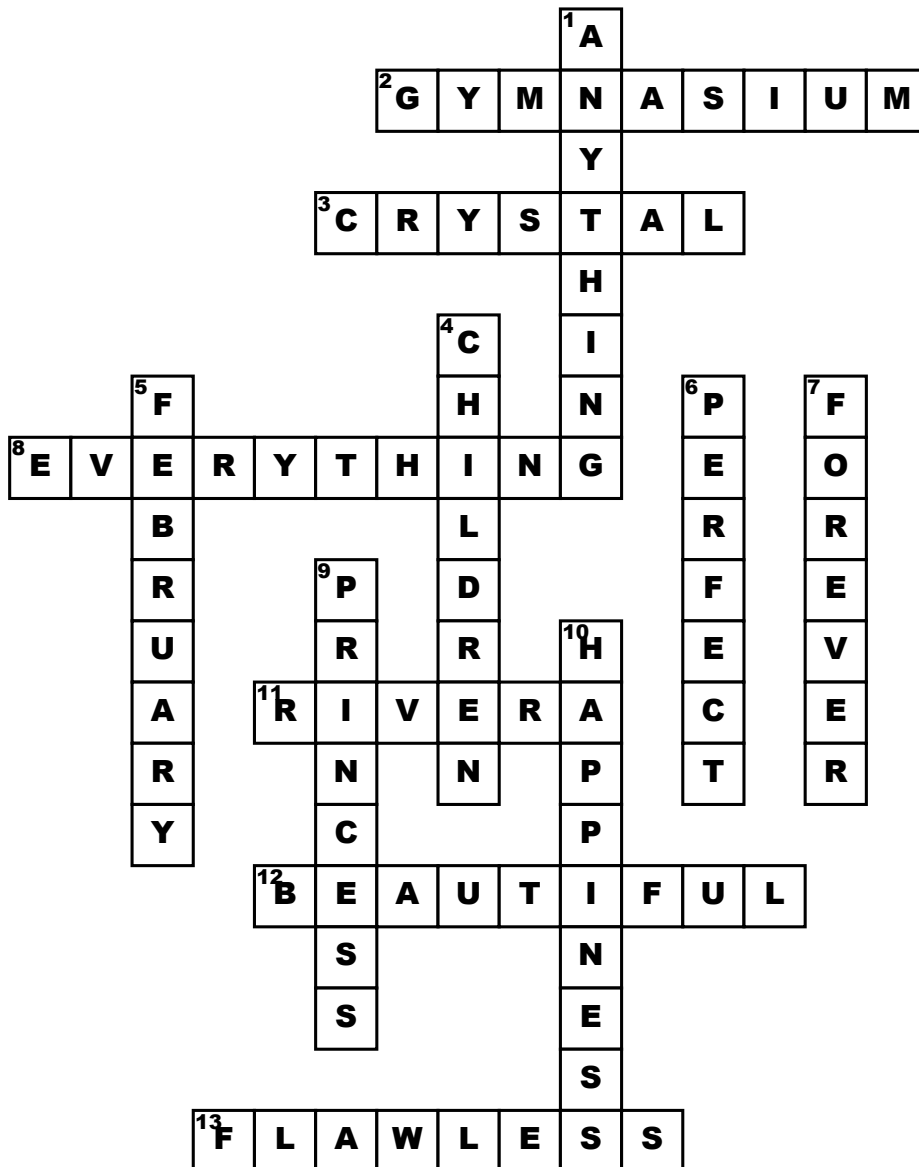 1 A
2 G Y M N A S I U M
Y
3 C R Y S T A L
H
4 C I
5 F H N 6 P 7 F
8 E V E R Y T H I N G E O
B L R R
R 9 P D F E
U R R 10 H E V
A 11 R I V E R A C E
R N N P T R
Y C P
12 B E A U T I F U L
S N
S E
S
13 F L A W L E S S